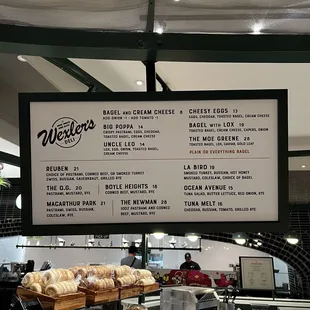 Wexler's
DELI
BAGEL AND CREAM CHEESE 8
ADD ONION -1 ADD TOMATO -1
BIG POPPA 14
CRISPY PASTRAMI, EGGS, CHEDDAR,
TOASTED BAGEL, CREAM CHEESE
UNCLE LEO 14
LOX, EGG, ONION, TOASTED BAGEL,
CREAM CHEESE
CHEESY EGGS 13
EGGS, CHEDDAR, TOASTED BAGEL, CREAM CHEESE
BAGEL WITH LOX 19
TOASTED BAGEL, CREAM CHEESE, CAPERS, ONION
THE MOE GREENE 28
TOASTED BAGEL, LOX, CAVIAR, GOLD LEAF
PLAIN OR EVERYTHING BAGEL
REUBEN 21
CHOICE OF PASTRAMI, CORNED BEEF, OR SMOKED TURKEY,
SWISS, RUSSIAN, SAUERKRAUT, GRILLED RYE
THE O.G. 20
PASTRAMI, MUSTARD, RYE
MACARTHUR PARK 21
PASTRAMI, SWISS, RUSSIAN,
COLESLAW, RYE
BOYLE HEIGHTS 18
CORNED BEEF, MUSTARD, RYE
THE NEWMAN 28
PASTRAMI AND CORNED
BEEF, MUSTARD, RYE
LA BIRD 18
SMOKED TURKEY, RUSSIAN, HOT HONEY
MUSTARD, COLESLAW, CHOICE OF BAGEL
OCEAN AVENUE 15
TUNA SALAD, BUTTER LETTUCE, RED ONION, RYE
TUNA MELT 16
CHEDDAR, RUSSIAN, TOMATO, GRILLED RYE